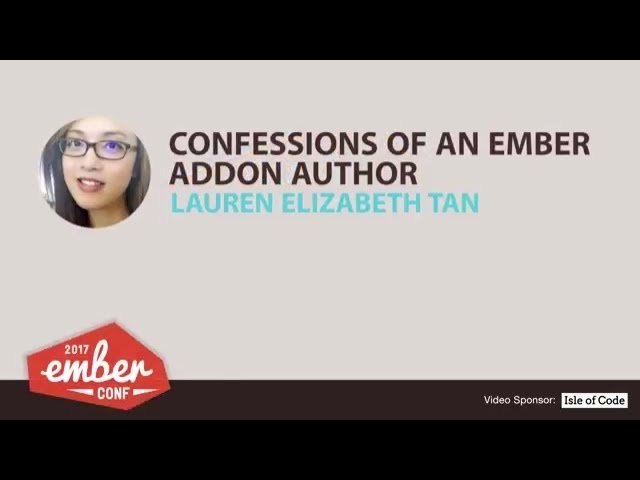 CONFESSIONS OF AN EMBER
ADDON AUTHOR
LAUREN ELIZABETH TAN
2017
ember
CONF
Video Sponsor: Isle of Code